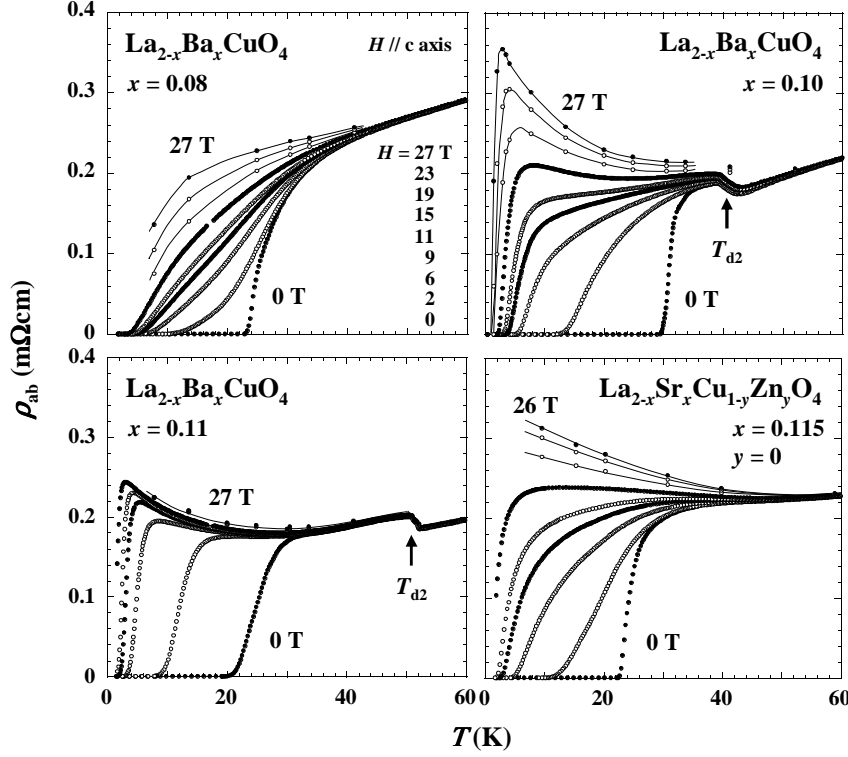 La2-xBaxCuO4
x = 0.08
H // c axis
27 T
H = 27 T
23
19
15
11
9
6
2
0
0 T
0.4
0.3
0.2
0.1
0
La2-xBaxCuO4
x = 0.10
27 T
Td2
0 T
ρab (mΩcm)
La2-xBaxCuO4
x = 0.11
27 T
Td2
0 T
0.4
0.3
0.2
0.1
0
0
20
40
60
La2-xSrxCu1-yZnyO4
x = 0.115
y = 0
26 T
0 T
0
20
40
60
T (K)